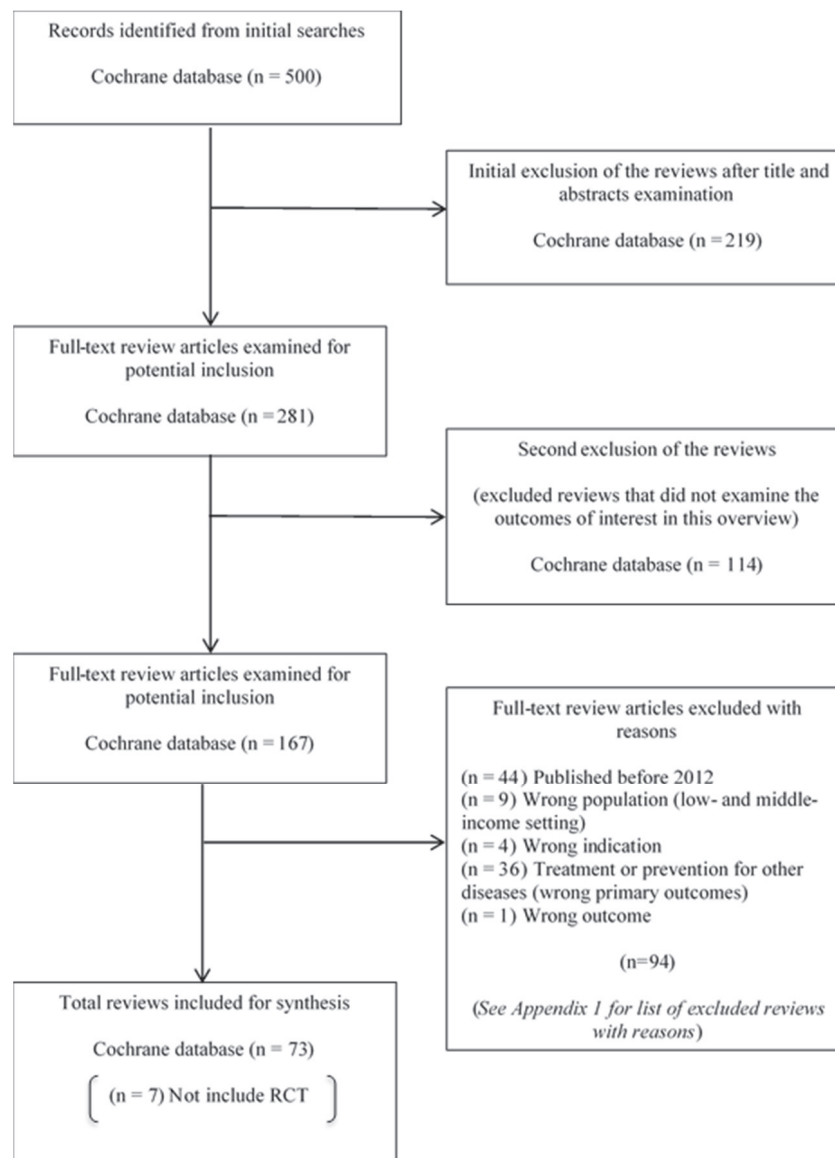 Records identified from initial searches
Cochrane database (n = 500)
Initial exclusion of the reviews after title and
abstracts examination
Cochrane database (n = 219)
Full-text review articles examined for
potential inclusion
Cochrane database (n = 281)
Second exclusion of the reviews
(excluded reviews that did not examine the
outcomes of interest in this overview)
Cochrane database (n = 114)
Full-text review articles examined for
potential inclusion
Cochrane database (n = 167)
Full-text review articles excluded with
reasons
(n = 44) Published before 2012
(n = 9) Wrong population (low- and middle-
income setting)
(n = 4) Wrong indication
(n = 36) Treatment or prevention for other
diseases (wrong primary outcomes)
(n = 1) Wrong outcome
(n=94)
(See Appendix 1 for list of excluded reviews
with reasons)
Total reviews included for synthesis
Cochrane database (n = 73)
(n = 7) Not include RCT